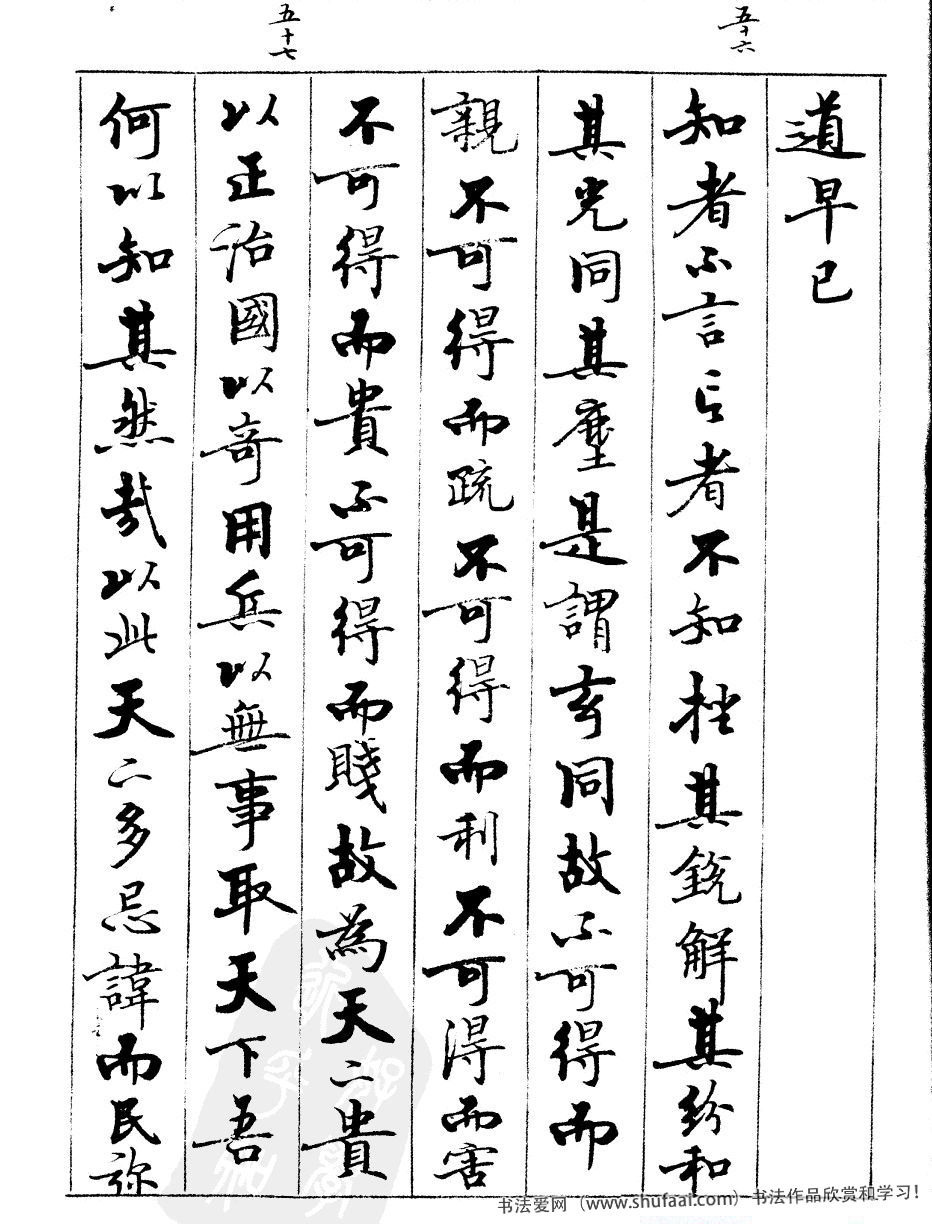 五十六
道早已
知者不言言者不知挫其銳解其紛和
其光同其塵是謂玄同故不可得而
親不可得而疏不可得而利不可得而害
不可得而貴不可得而賤故為天下貴
五十七
以正治國以奇用兵以無事取天下吾
何以知其然哉以此天下多忌諱而民弥
书法爱网（www.shufaai.com）书法作品欣赏和学习！